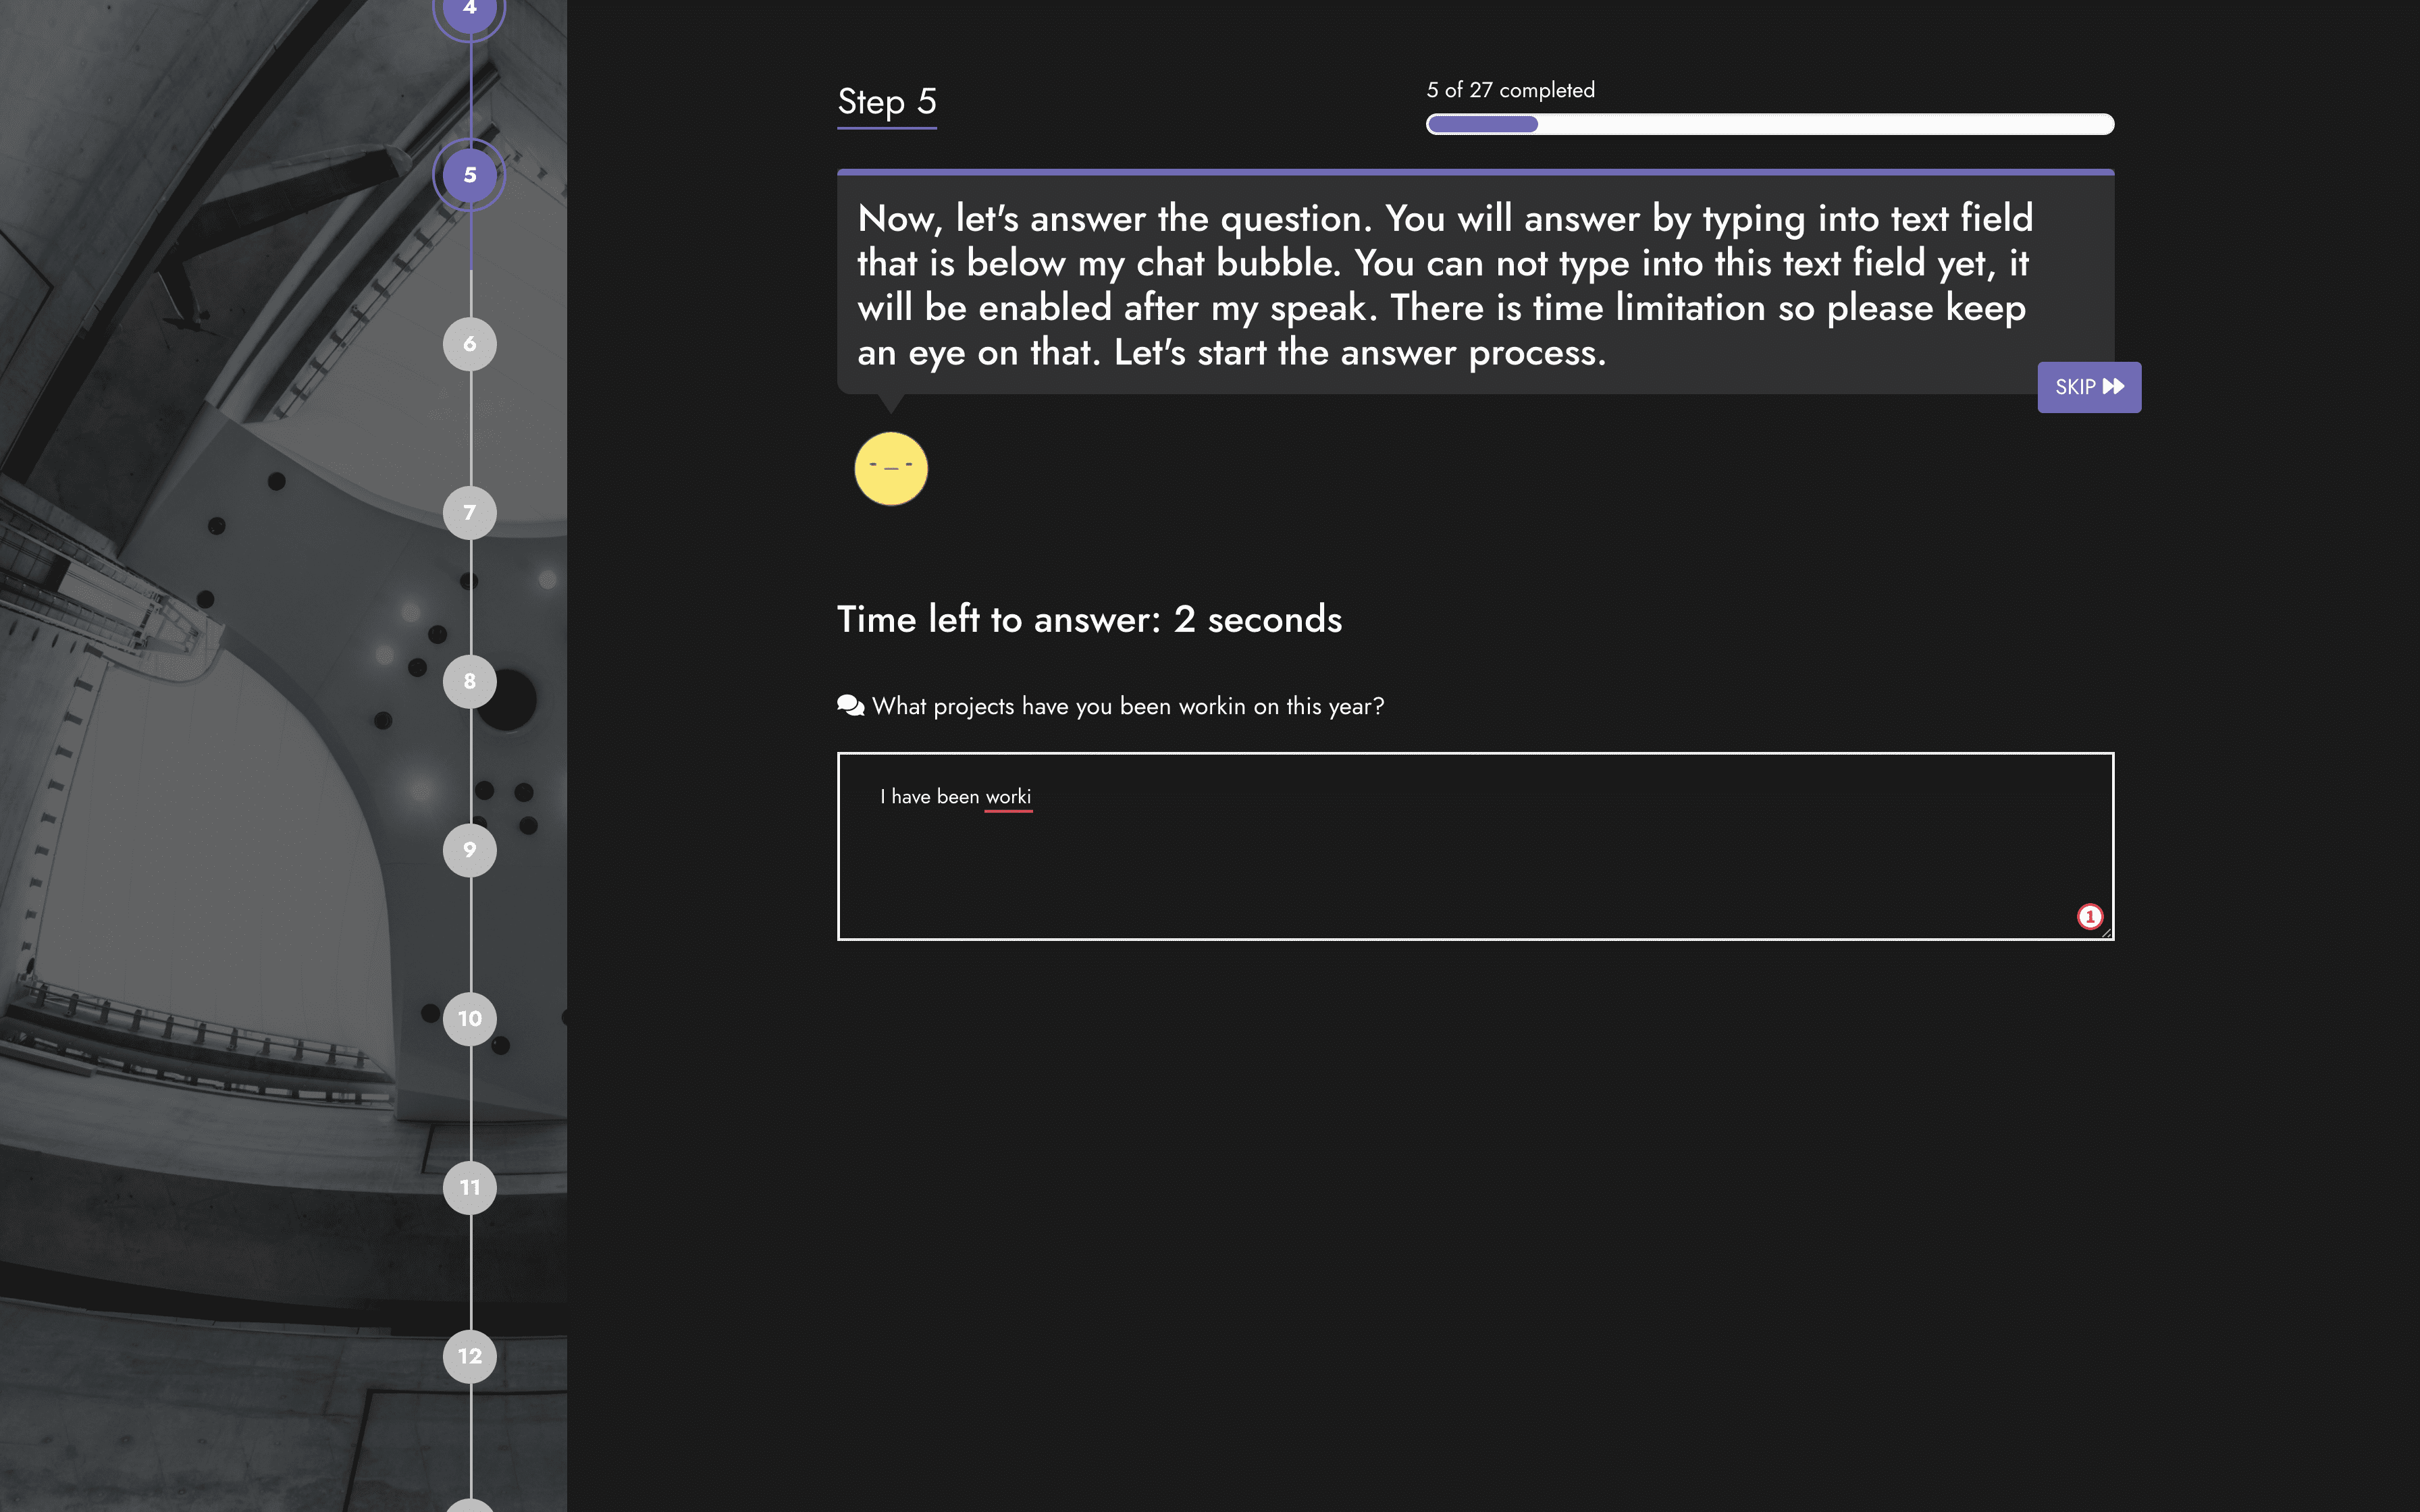 4
5
6
7
8
9
10
11
12
Step 5
5 of 27 completed
Now, let's answer the question. You will answer by typing into text field
that is below my chat bubble. You can not type into this text field yet, it
will be enabled after my speak. There is time limitation so please keep
an eye on that. Let's start the answer process.
SKIP
Time left to answer: 2 seconds
What projects have you been workin on this year?
I have been worki
1